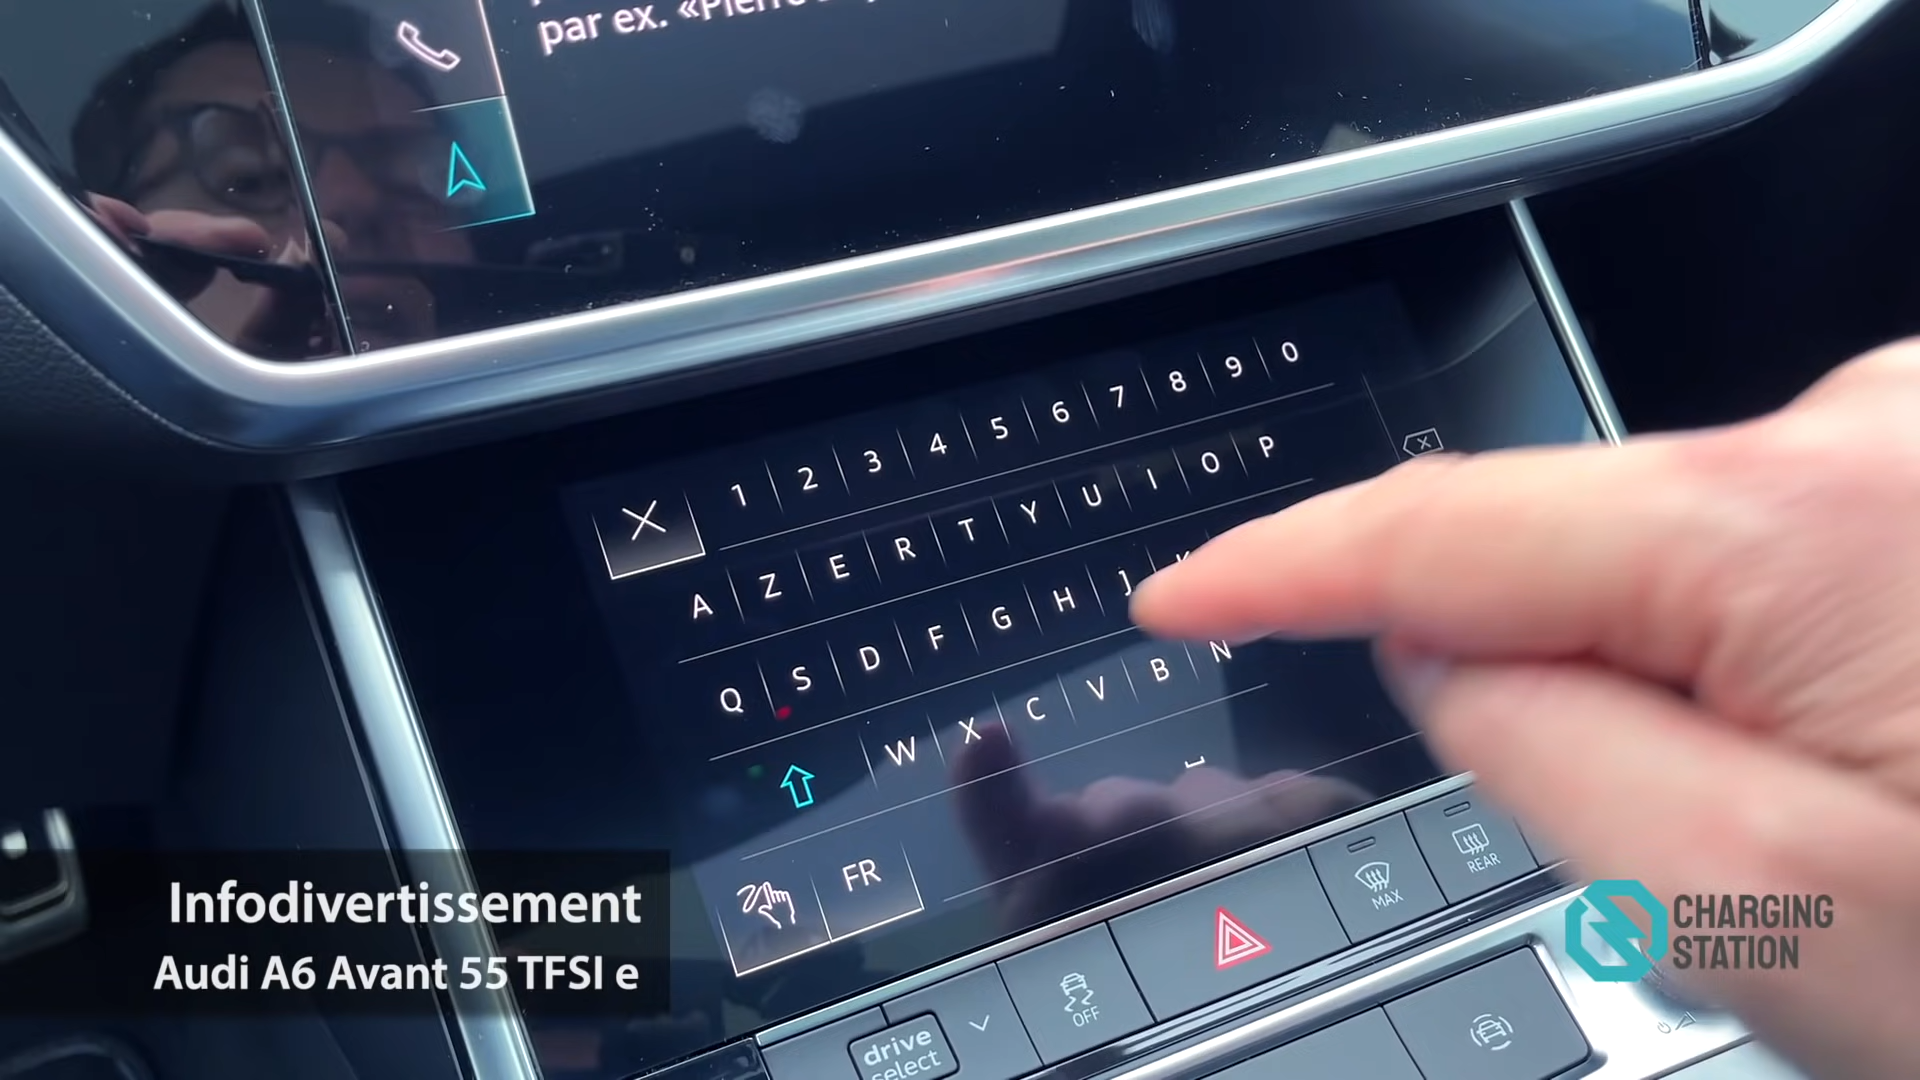 par ex. «Pierre
1 2 3 4 5 6 7 8 9 0
A Z E R T Y U I O P
Q S D F G H J K
W X C V B N
FR
MAX
REAR
OFF
drive
select
Infodivertissement
Audi A6 Avant 55 TFSI e
CHARGING
STATION